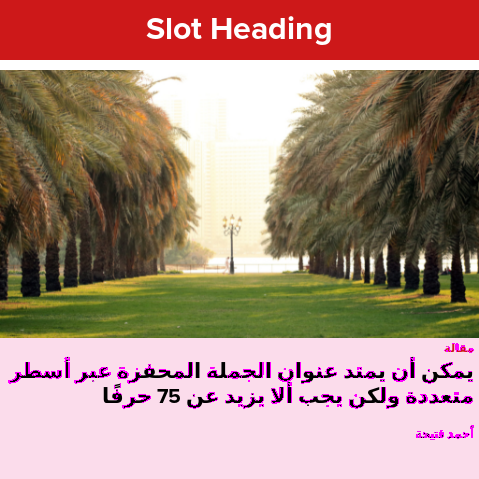 Slot Heading
مقالة
يمكن أن يمتد عنوان الجملة المحفزة عبر أسطر
متعددة ولكن يجب ألا يزيد عن 75 حرفًا
أحمد فتيحة